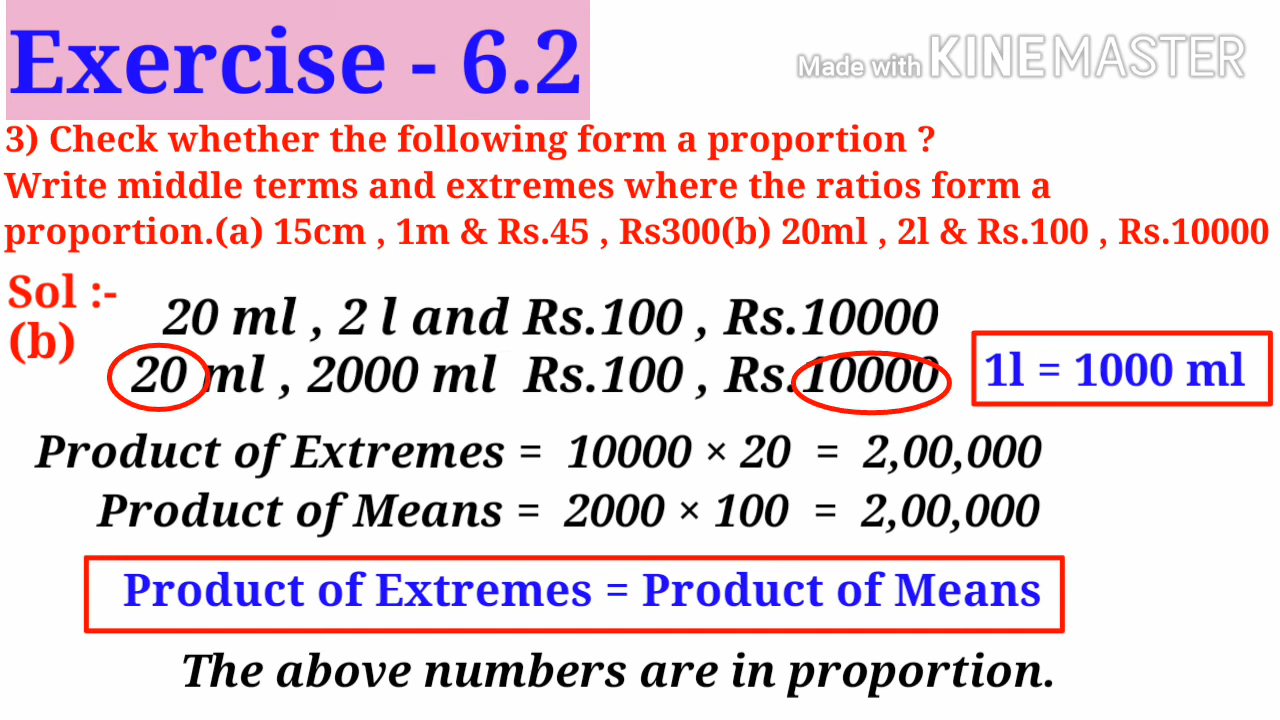 Exercise - 6.2
Made with KINEMASTER
3) Check whether the following form a proportion ?
Write middle terms and extremes where the ratios form a
proportion.(a) 15cm , 1m & Rs.45 , Rs300(b) 20ml , 2l & Rs.100 , Rs.10000
Sol :-
(b)
20 ml , 2 l and Rs.100 , Rs.10000
20 ml , 2000 ml Rs.100 , Rs.10000
1l = 1000 ml
Product of Extremes = 10000 × 20 = 2,00,000
Product of Means = 2000 × 100 = 2,00,000
Product of Extremes = Product of Means
The above numbers are in proportion.